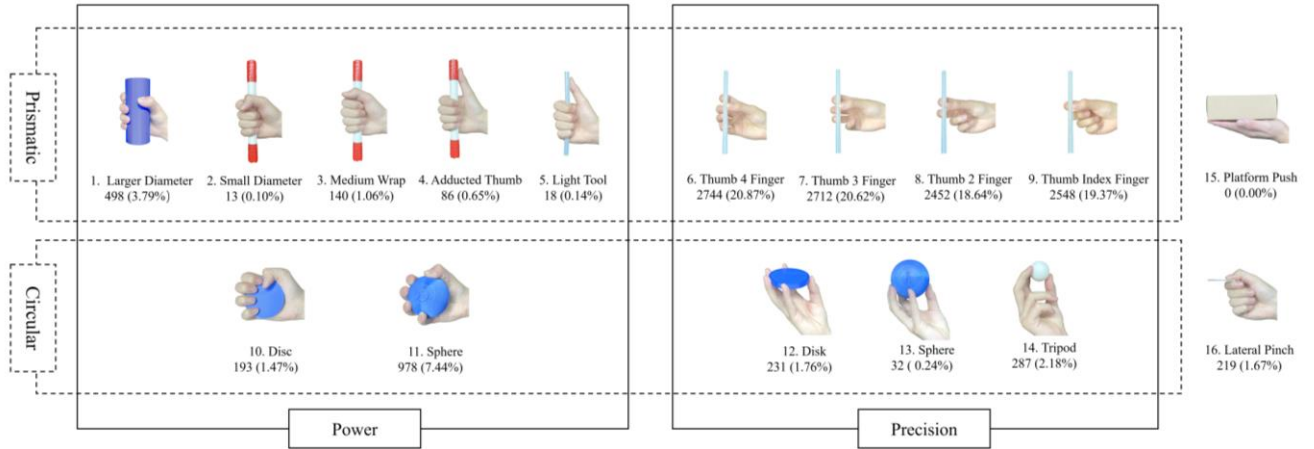 Prismatic
1. Larger Diameter
498 (3.79%)
2. Small Diameter
13 (0.10%)
3. Medium Wrap
140 (1.06%)
4. Adducted Thumb
86 (0.65%)
5. Light Tool
18 (0.14%)
6. Thumb 4 Finger
2744 (20.87%)
7. Thumb 3 Finger
2712 (20.62%)
8. Thumb 2 Finger
2452 (18.64%)
9. Thumb Index Finger
2548 (19.37%)
15. Platform Push
0 (0.00%)
Circular
10. Disc
193 (1.47%)
11. Sphere
978 (7.44%)
12. Disk
231 (1.76%)
13. Sphere
32 ( 0.24%)
14. Tripod
287 (2.18%)
16. Lateral Pinch
219 (1.67%)
Power
Precision